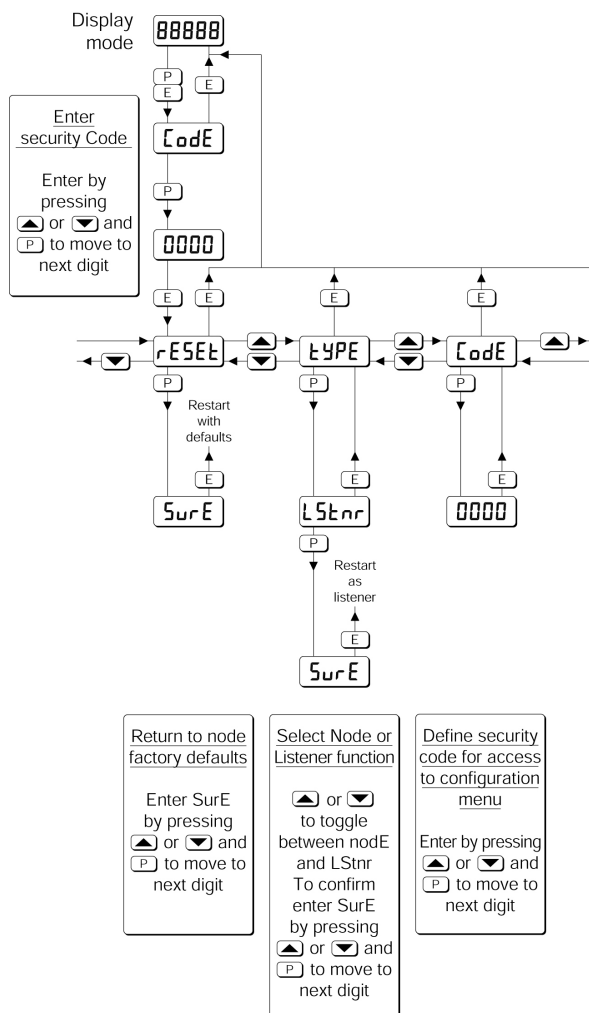 Display
mode
88888
P
E
E
Enter
security Code
Enter by
pressing
or and
P to move to
next digit
CodE
P
0000
E E E E
rESEt tYPE CodE
P P P
Restart
with
defaults
E E E
SurE LStnr 0000
P
Restart
as
listener
E
SurE
Return to node
factory defaults
Enter SurE
by pressing
or and
P to move to
next digit
Select Node or
Listener function
or
to toggle
between nodE
and LStnr
To confirm
enter SurE
by pressing
or and
P to move to
next digit
Define security
code for access
to configuration
menu
Enter by pressing
or and
P to move to
next digit